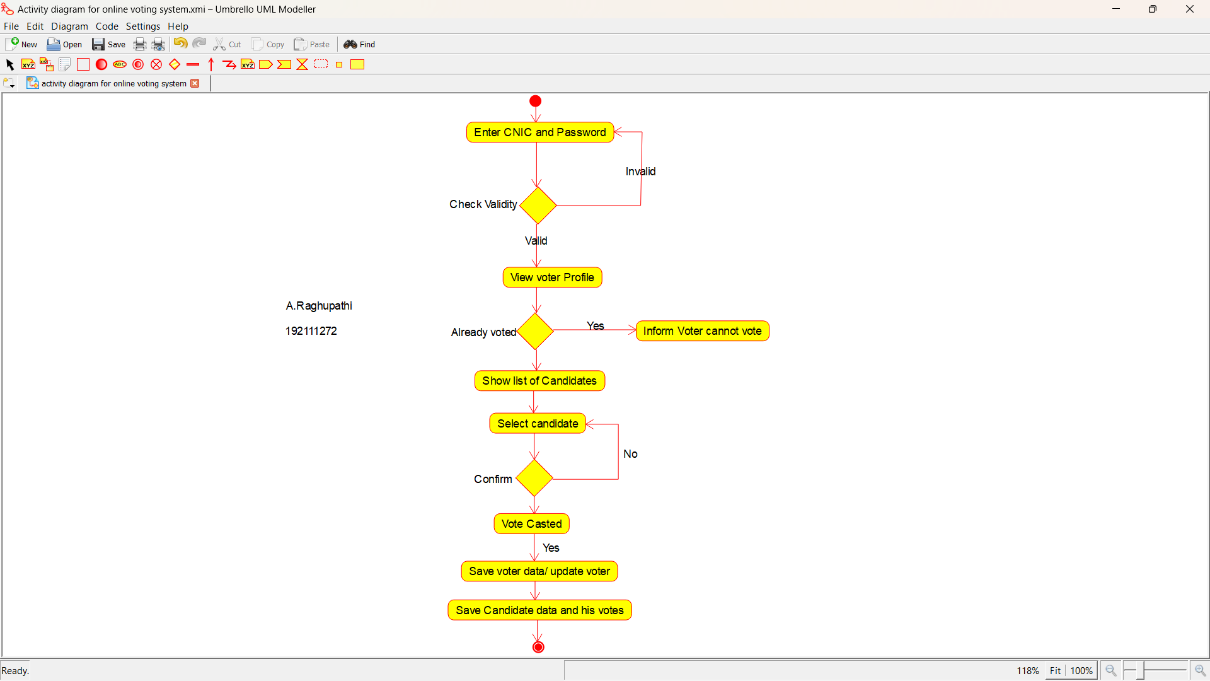 Activity diagram for online voting system.xmi – Umbrello UML Modeller
File Edit Diagram Code Settings Help
New Open Save Cut Copy Paste Find
activity diagram for online voting system
Enter CNIC and Password
Invalid
Check Validity
Valid
View voter Profile
A.Raghupathi
192111272
Already voted
Yes
Inform Voter cannot vote
Show list of Candidates
Select candidate
No
Confirm
Vote Casted
Yes
Save voter data/ update voter
Save Candidate data and his votes
Ready.
118% Fit 100%